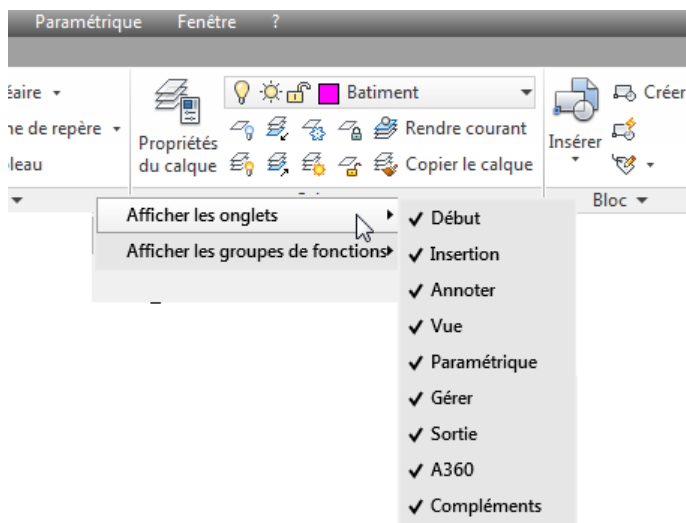 Paramétrique Fenêtre ?
éaire
Batiment
Créer
ne de repère
Rendre courant
Propriétés
du calque
Insérer
leau
Copier le calque
Bloc
Afficher les onglets
Afficher les groupes de fonctions
Début
Insertion
Annoter
Vue
Paramétrique
Gérer
Sortie
A360
Compléments